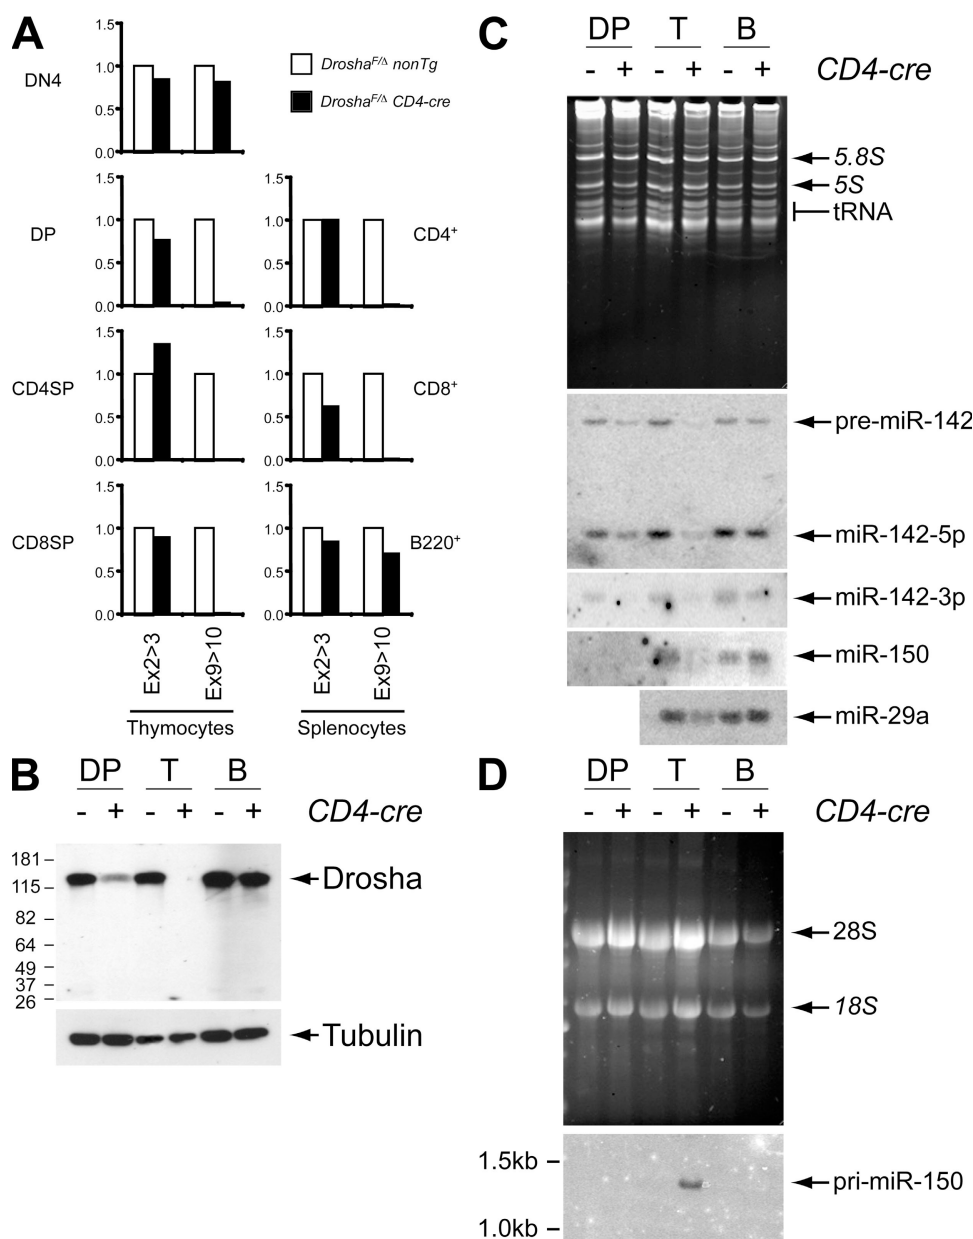 A
DN4
1.5
1.0
0.5
0.0
Drosha^F/Δ nonTg
Drosha^F/Δ CD4-cre
DP
1.5
1.0
0.5
0.0
1.5
1.0
0.5
0.0
CD4+
CD4SP
1.5
1.0
0.5
0.0
1.5
1.0
0.5
0.0
CD8+
CD8SP
1.5
1.0
0.5
0.0
1.5
1.0
0.5
0.0
B220+
Ex2>3
Ex9>10
Ex2>3
Ex9>10
Thymocytes
Splenocytes
B
DP T B
- + - + - + CD4-cre
181
115
82
64
49
37
26
Drosha
Tubulin
C
DP T B
- + - + - + CD4-cre
5.8S
5S
tRNA
pre-miR-142
miR-142-5p
miR-142-3p
miR-150
miR-29a
D
DP T B
- + - + - + CD4-cre
28S
18S
1.5kb
pri-miR-150
1.0kb